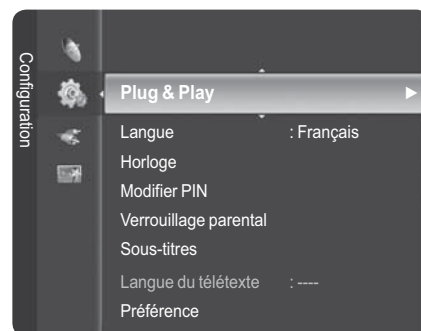 Configuration
Plug & Play
Langue : Français
Horloge
Modifier PIN
Verrouillage parental
Sous-titres
Langue du télétexte : ----
Préférence